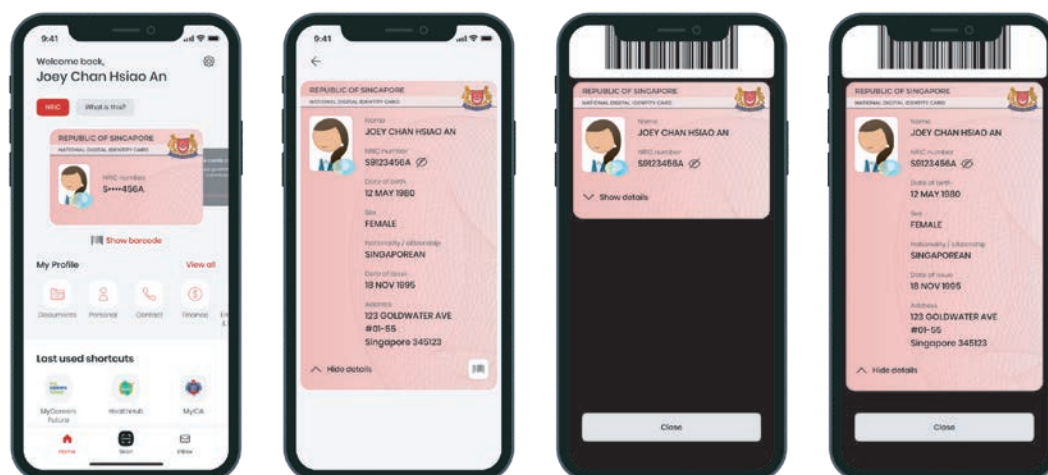 9:41
Welcome back,
Joey Chan Hsiao An
NRIC
What is this?
REPUBLIC OF SINGAPORE
NATIONAL DIGITAL IDENTITY CARD
NRIC number
S••••456A
Show barcode
My Profile
View all
Documents
Personal
Contact
Finance
Last used shortcuts
MyCareers
Future
HealthHub
MyICA
Home
Scan
Inbox
9:41
REPUBLIC OF SINGAPORE
NATIONAL DIGITAL IDENTITY CARD
Name
JOEY CHAN HSIAO AN
NRIC number
S9123456A
Date of birth
12 MAY 1980
Sex
FEMALE
Nationality / citizenship
SINGAPOREAN
Date of issue
18 NOV 1995
Address
123 GOLDWATER AVE
#01-55
Singapore 345123
Hide details
REPUBLIC OF SINGAPORE
NATIONAL DIGITAL IDENTITY CARD
Name
JOEY CHAN HSIAO AN
NRIC number
S9123456A
Show details
Close
REPUBLIC OF SINGAPORE
NATIONAL DIGITAL IDENTITY CARD
Name
JOEY CHAN HSIAO AN
NRIC number
S9123456A
Date of birth
12 MAY 1980
Sex
FEMALE
Nationality / citizenship
SINGAPOREAN
Date of issue
18 NOV 1995
Address
123 GOLDWATER AVE
#01-55
Singapore 345123
Hide details
Close